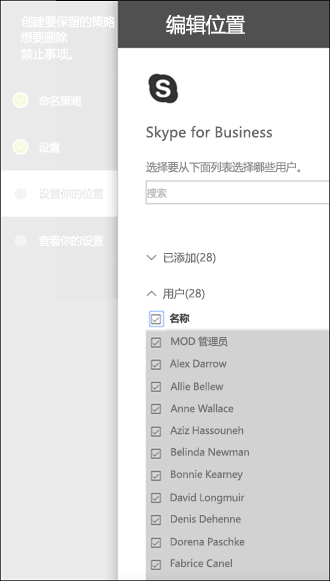 创建要保留的策略
想要删除
禁止事项。
命名策略
设置
设置你的位置
查看你的设置
编辑位置
Skype for Business
选择要从下面列表选择哪些用户。
搜索
已添加(28)
用户(28)
名称
MOD 管理员
Alex Darrow
Allie Bellew
Anne Wallace
Aziz Hassouneh
Belinda Newman
Bonnie Kearney
David Longmuir
Denis Dehenne
Dorena Paschke
Fabrice Canel